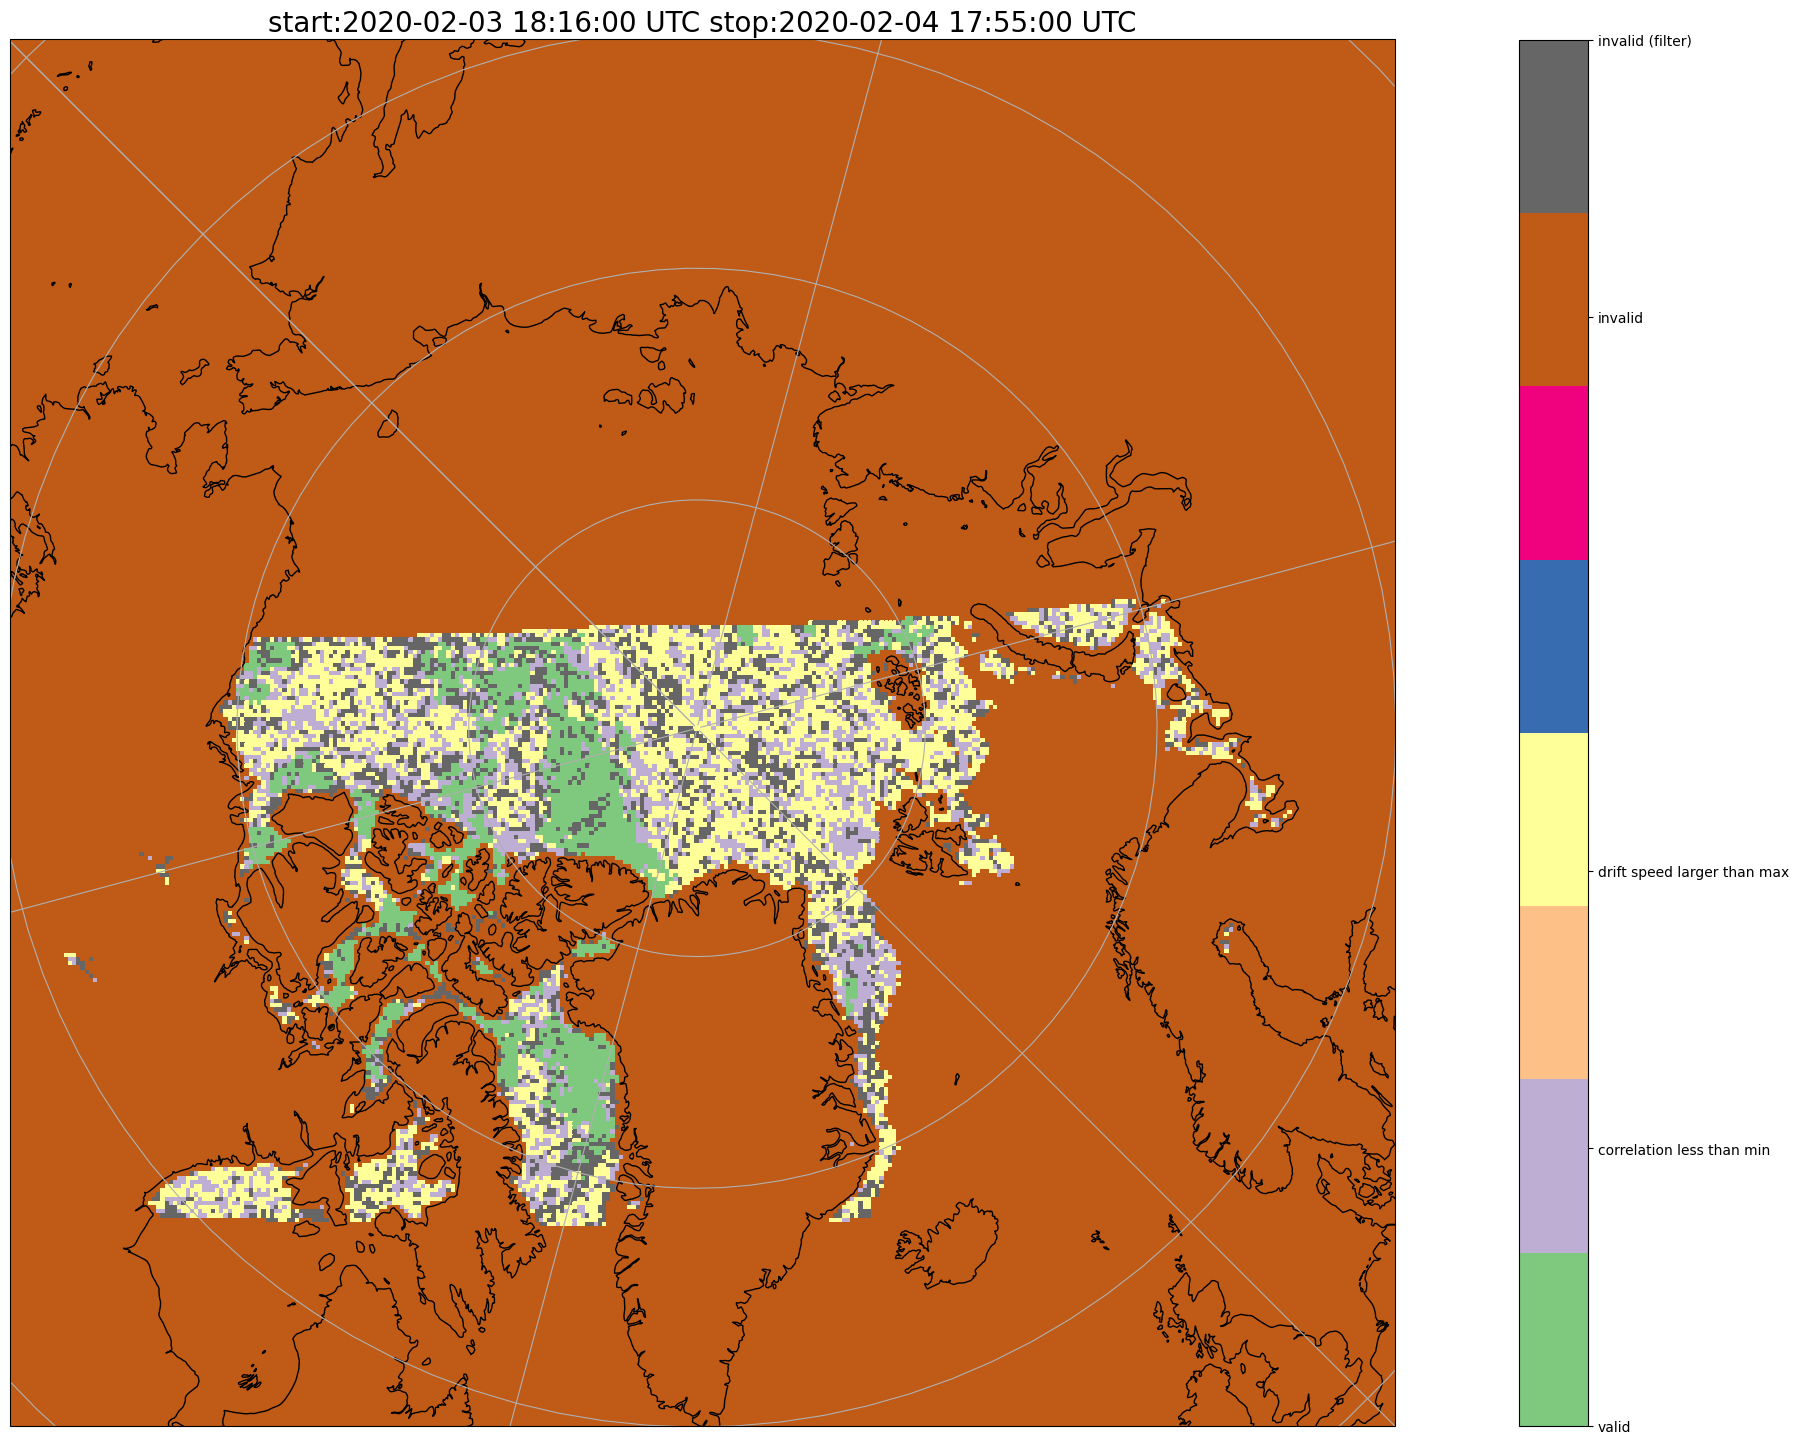 start:2020-02-03 18:16:00 UTC stop:2020-02-04 17:55:00 UTC
invalid (filter)
invalid
drift speed larger than max
correlation less than min
valid